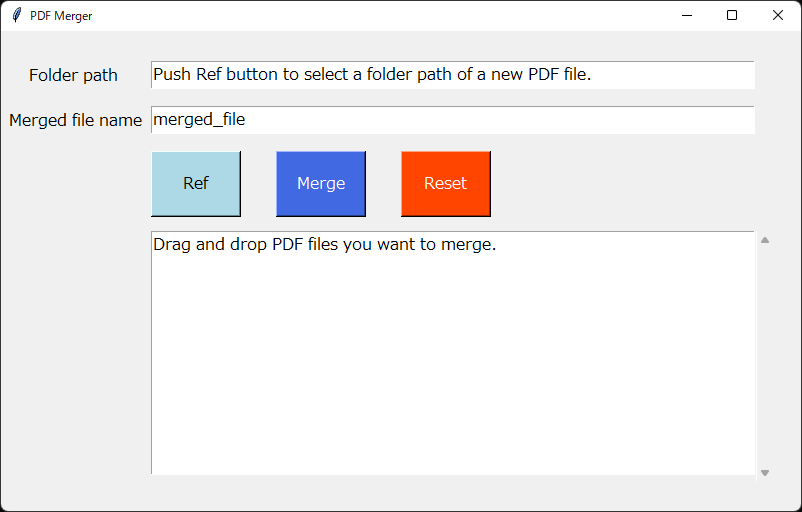 PDF Merger
Folder path
Push Ref button to select a folder path of a new PDF file.
Merged file name
merged_file
Ref
Merge
Reset
Drag and drop PDF files you want to merge.